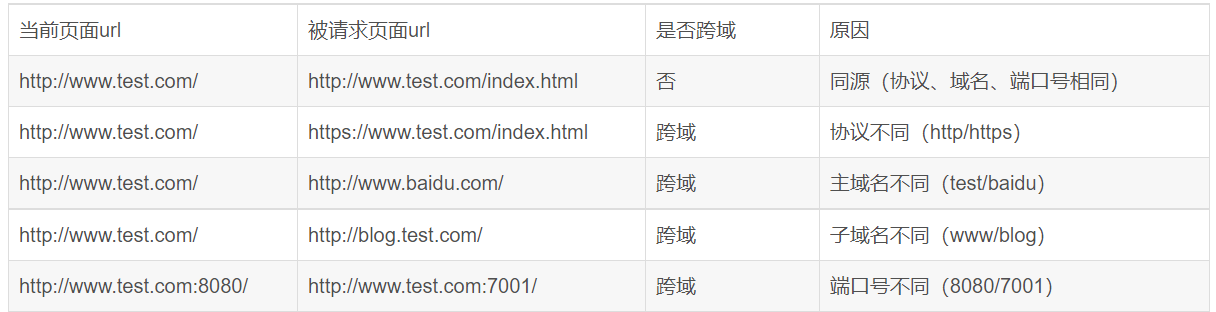 当前页面url 被请求页面url 是否跨域 原因
http://www.test.com/ http://www.test.com/index.html 否 同源（协议、域名、端口号相同）
http://www.test.com/ https://www.test.com/index.html 跨域 协议不同（http/https）
http://www.test.com/ http://www.baidu.com/ 跨域 主域名不同（test/baidu）
http://www.test.com/ http://blog.test.com/ 跨域 子域名不同（www/blog）
http://www.test.com:8080/ http://www.test.com:7001/ 跨域 端口号不同（8080/7001）